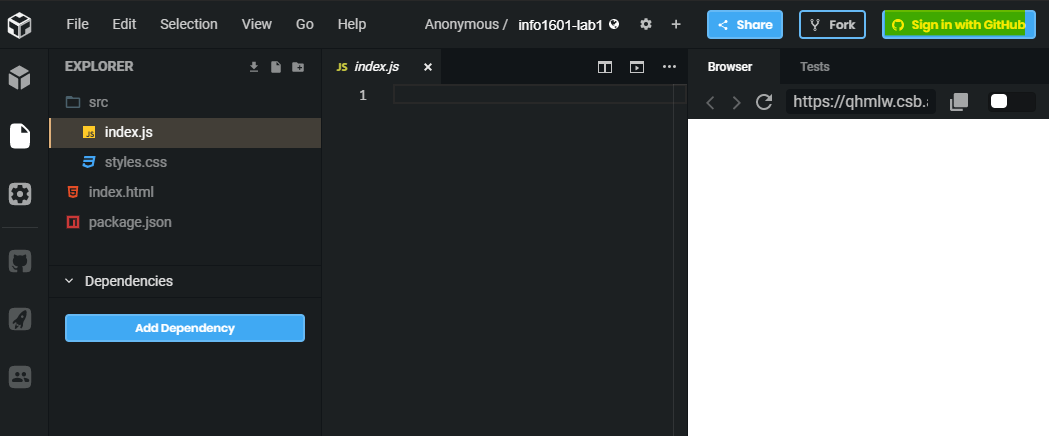 File Edit Selection View Go Help Anonymous / info1601-lab1 Share Fork Sign in with GitHub
EXPLORER
src
index.js
styles.css
index.html
package.json
Dependencies
Add Dependency
JS index.js
1
Browser Tests
https://qhmlw.csb.a